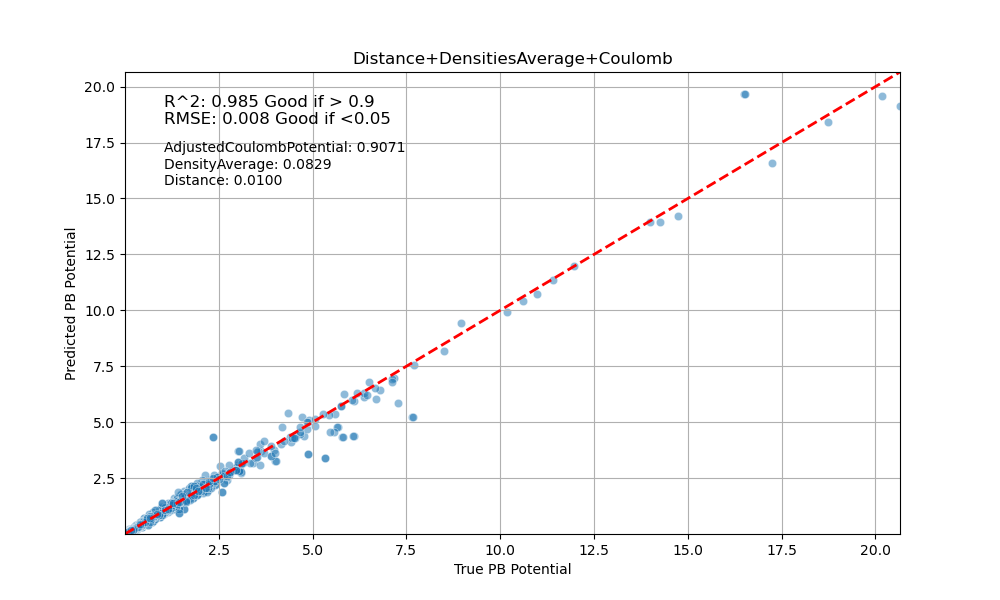 Distance+DensitiesAverage+Coulomb
R^2: 0.985 Good if > 0.9
RMSE: 0.008 Good if <0.05
AdjustedCoulombPotential: 0.9071
DensityAverage: 0.0829
Distance: 0.0100
Predicted PB Potential
20.0
17.5
15.0
12.5
10.0
7.5
5.0
2.5
2.5 5.0 7.5 10.0 12.5 15.0 17.5 20.0
True PB Potential